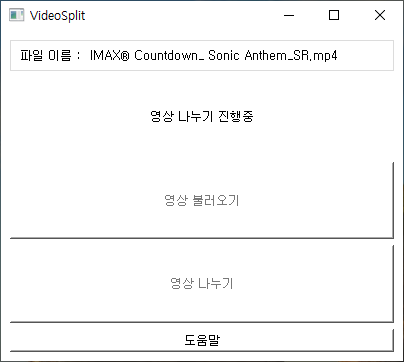 VideoSplit
파일 이름 : IMAX® Countdown_ Sonic Anthem_SR.mp4
영상 나누기 진행중
영상 불러오기
영상 나누기
도움말